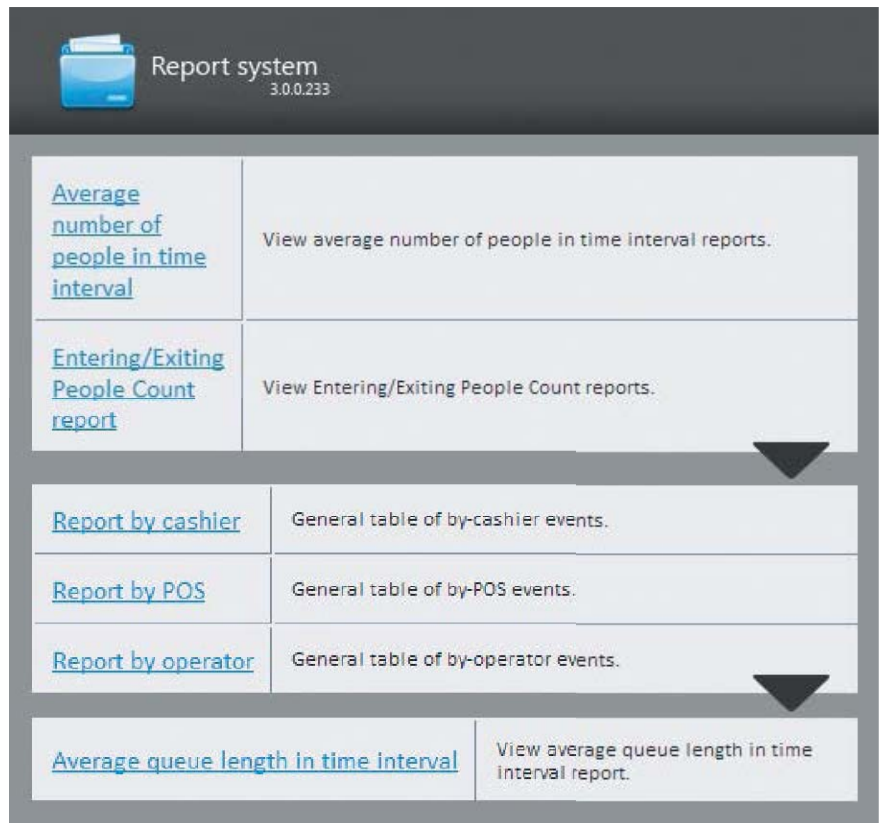 Report system
3.0.0.233
Average
number of
people in time
interval
View average number of people in time interval reports.
Entering/Exiting
People Count
report
View Entering/Exiting People Count reports.
Report by cashier
General table of by-cashier events.
Report by POS
General table of by-POS events.
Report by operator
General table of by-operator events.
Average queue length in time interval
View average queue length in time
interval report.